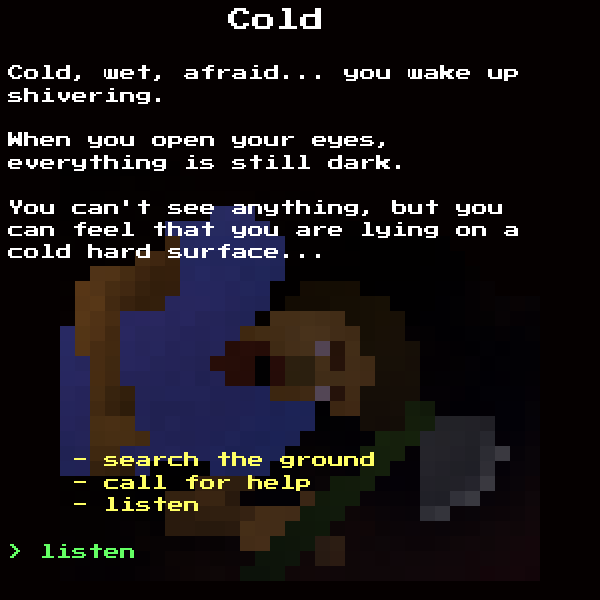 Cold
Cold, wet, afraid... you wake up
shivering.
When you open your eyes,
everything is still dark.
You can't see anything, but you
can feel that you are lying on a
cold hard surface...
- search the ground
- call for help
- listen
> listen